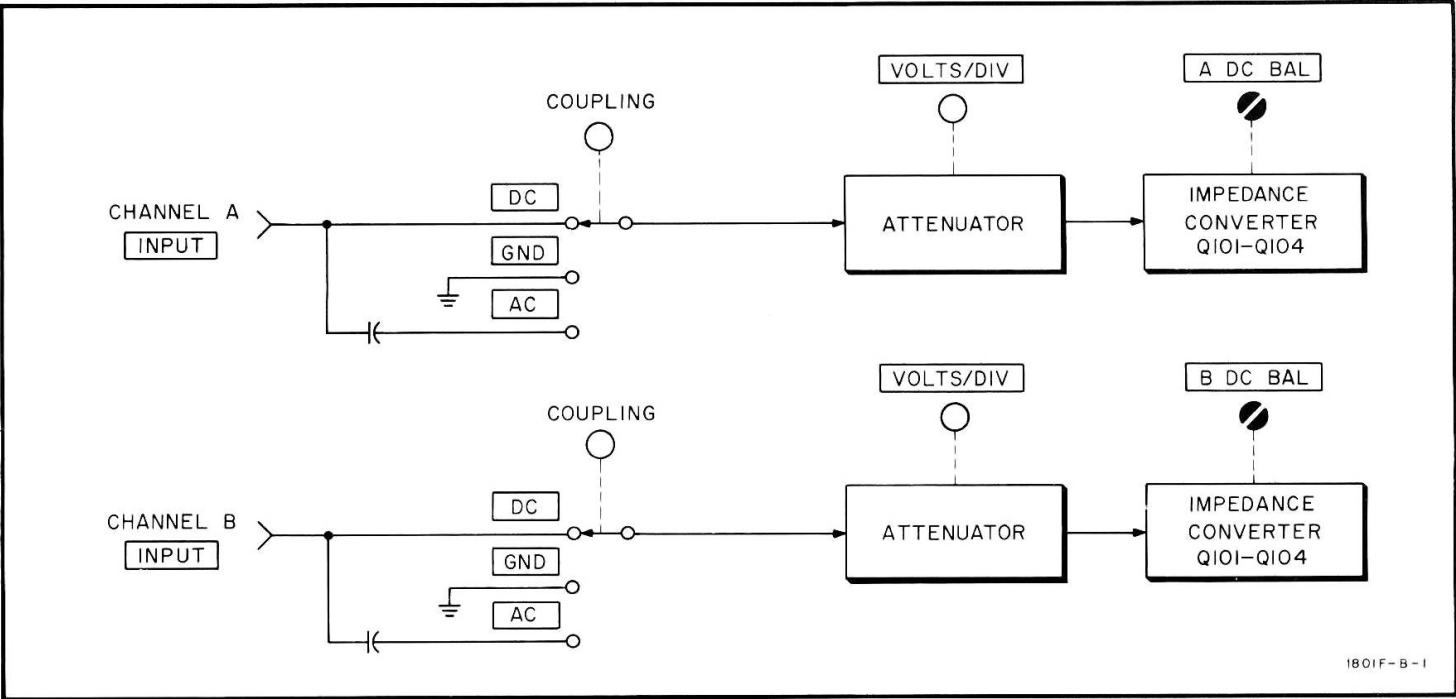 VOLTS/DIV
A DC BAL
COUPLING
DC
CHANNEL A
INPUT
GND
AC
ATTENUATOR
IMPEDANCE
CONVERTER
Q101-Q104
VOLTS/DIV
B DC BAL
COUPLING
DC
CHANNEL B
INPUT
GND
AC
ATTENUATOR
IMPEDANCE
CONVERTER
Q101-Q104
1801F-B-1